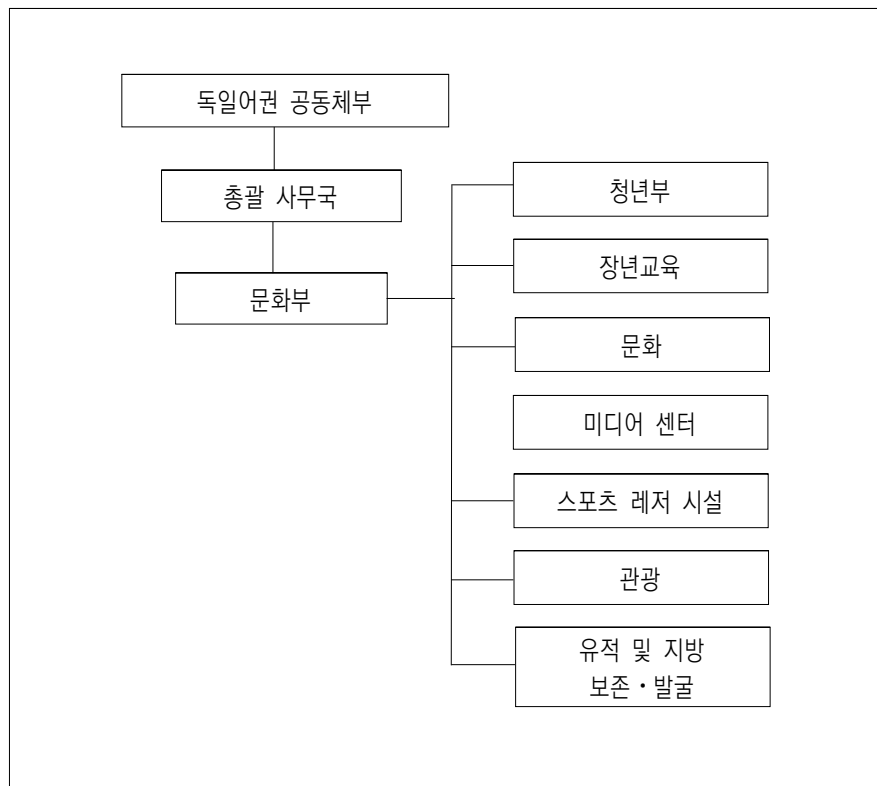 독일어권 공동체부
총괄 사무국
문화부
청년부
장년교육
문화
미디어 센터
스포츠 레저 시설
관광
유적 및 지방
보존・발굴